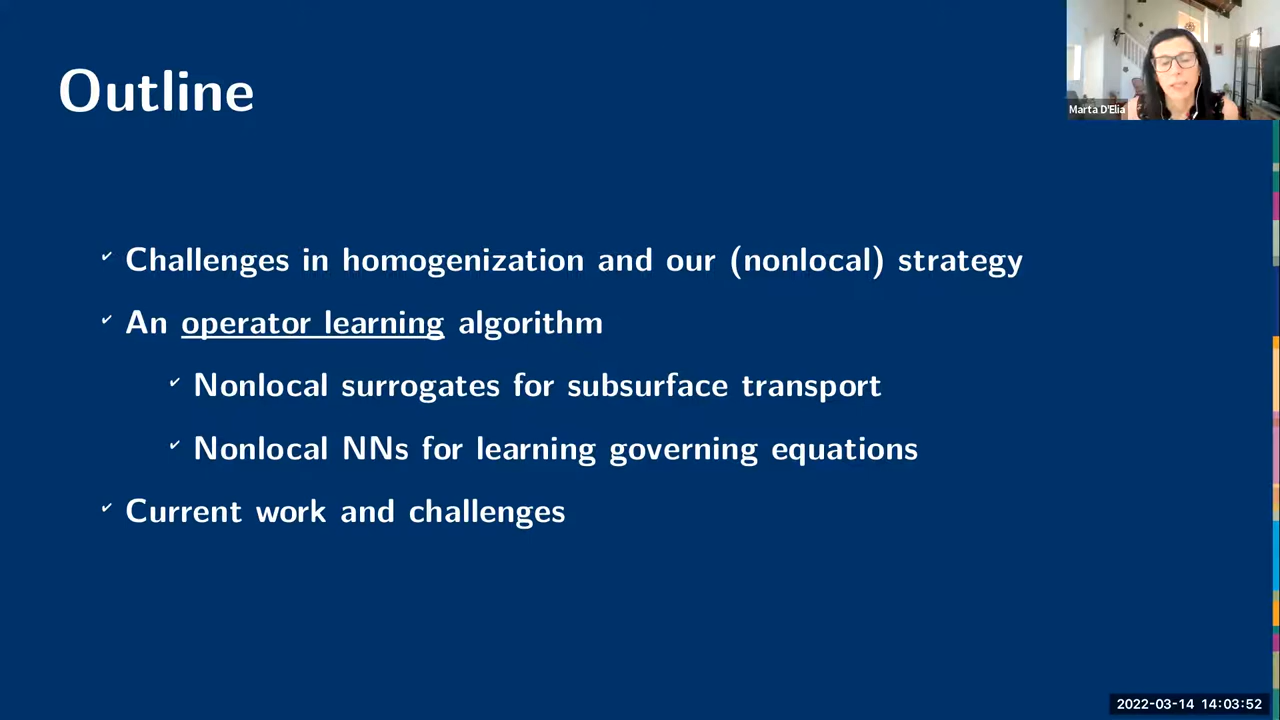 Outline
Marta D'Elia
✓ Challenges in homogenization and our (nonlocal) strategy
✓ An operator learning algorithm
✓ Nonlocal surrogates for subsurface transport
✓ Nonlocal NNs for learning governing equations
✓ Current work and challenges
2022-03-14 14:03:52